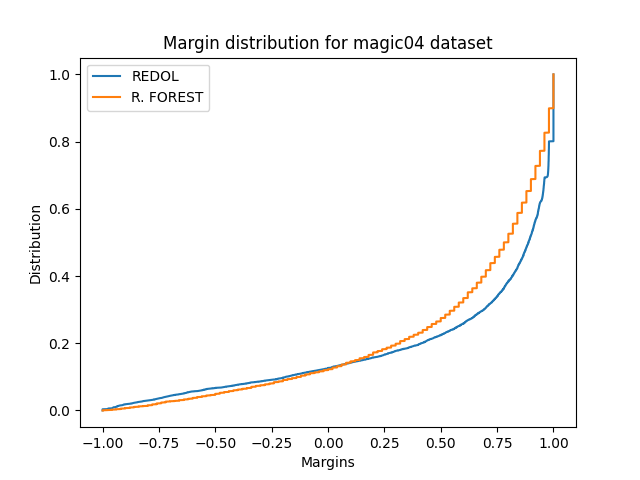 Margin distribution for magic04 dataset
REDOL
R. FOREST
1.0
0.8
0.6
0.4
0.2
0.0
Distribution
−1.00 −0.75 −0.50 −0.25 0.00 0.25 0.50 0.75 1.00
Margins